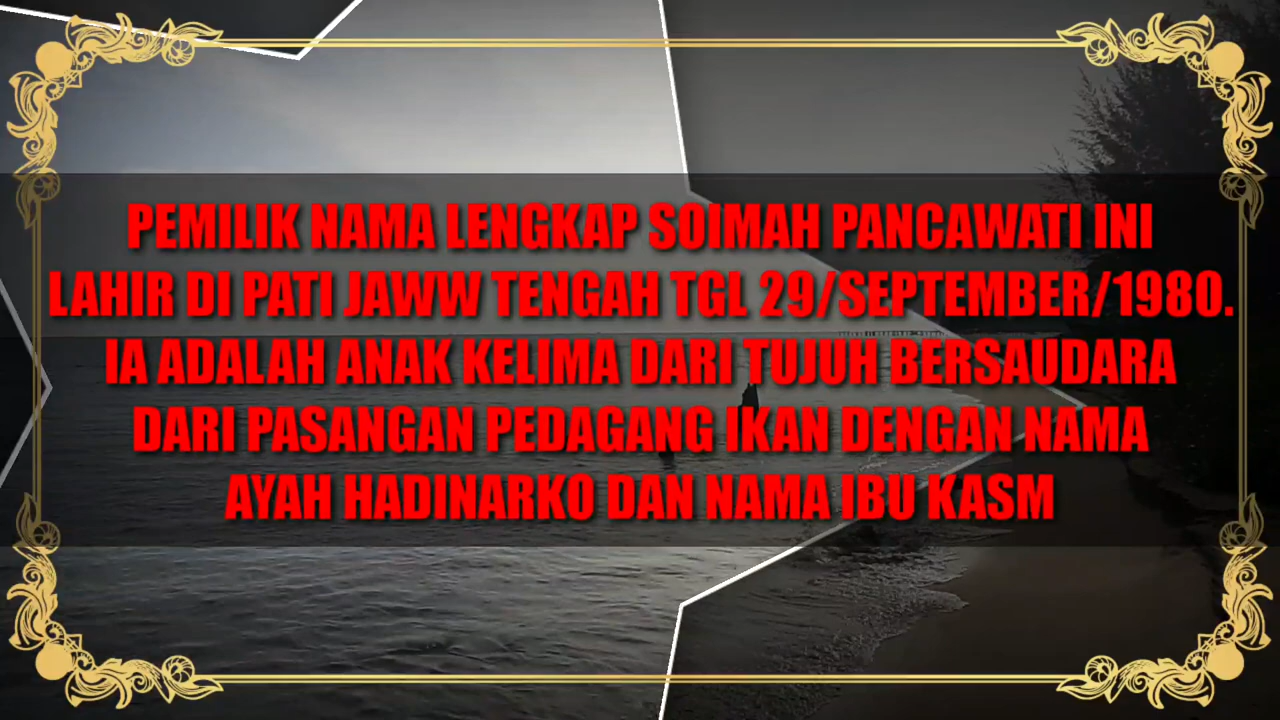 PEMILIK NAMA LENGKAP SOIMAH PANCAWATI INI
LAHIR DI PATI JAWW TENGAH TGL 29/SEPTEMBER/1980.
IA ADALAH ANAK KELIMA DARI TUJUH BERSAUDARA
DARI PASANGAN PEDAGANG IKAN DENGAN NAMA
AYAH HADINARKO DAN NAMA IBU KASM